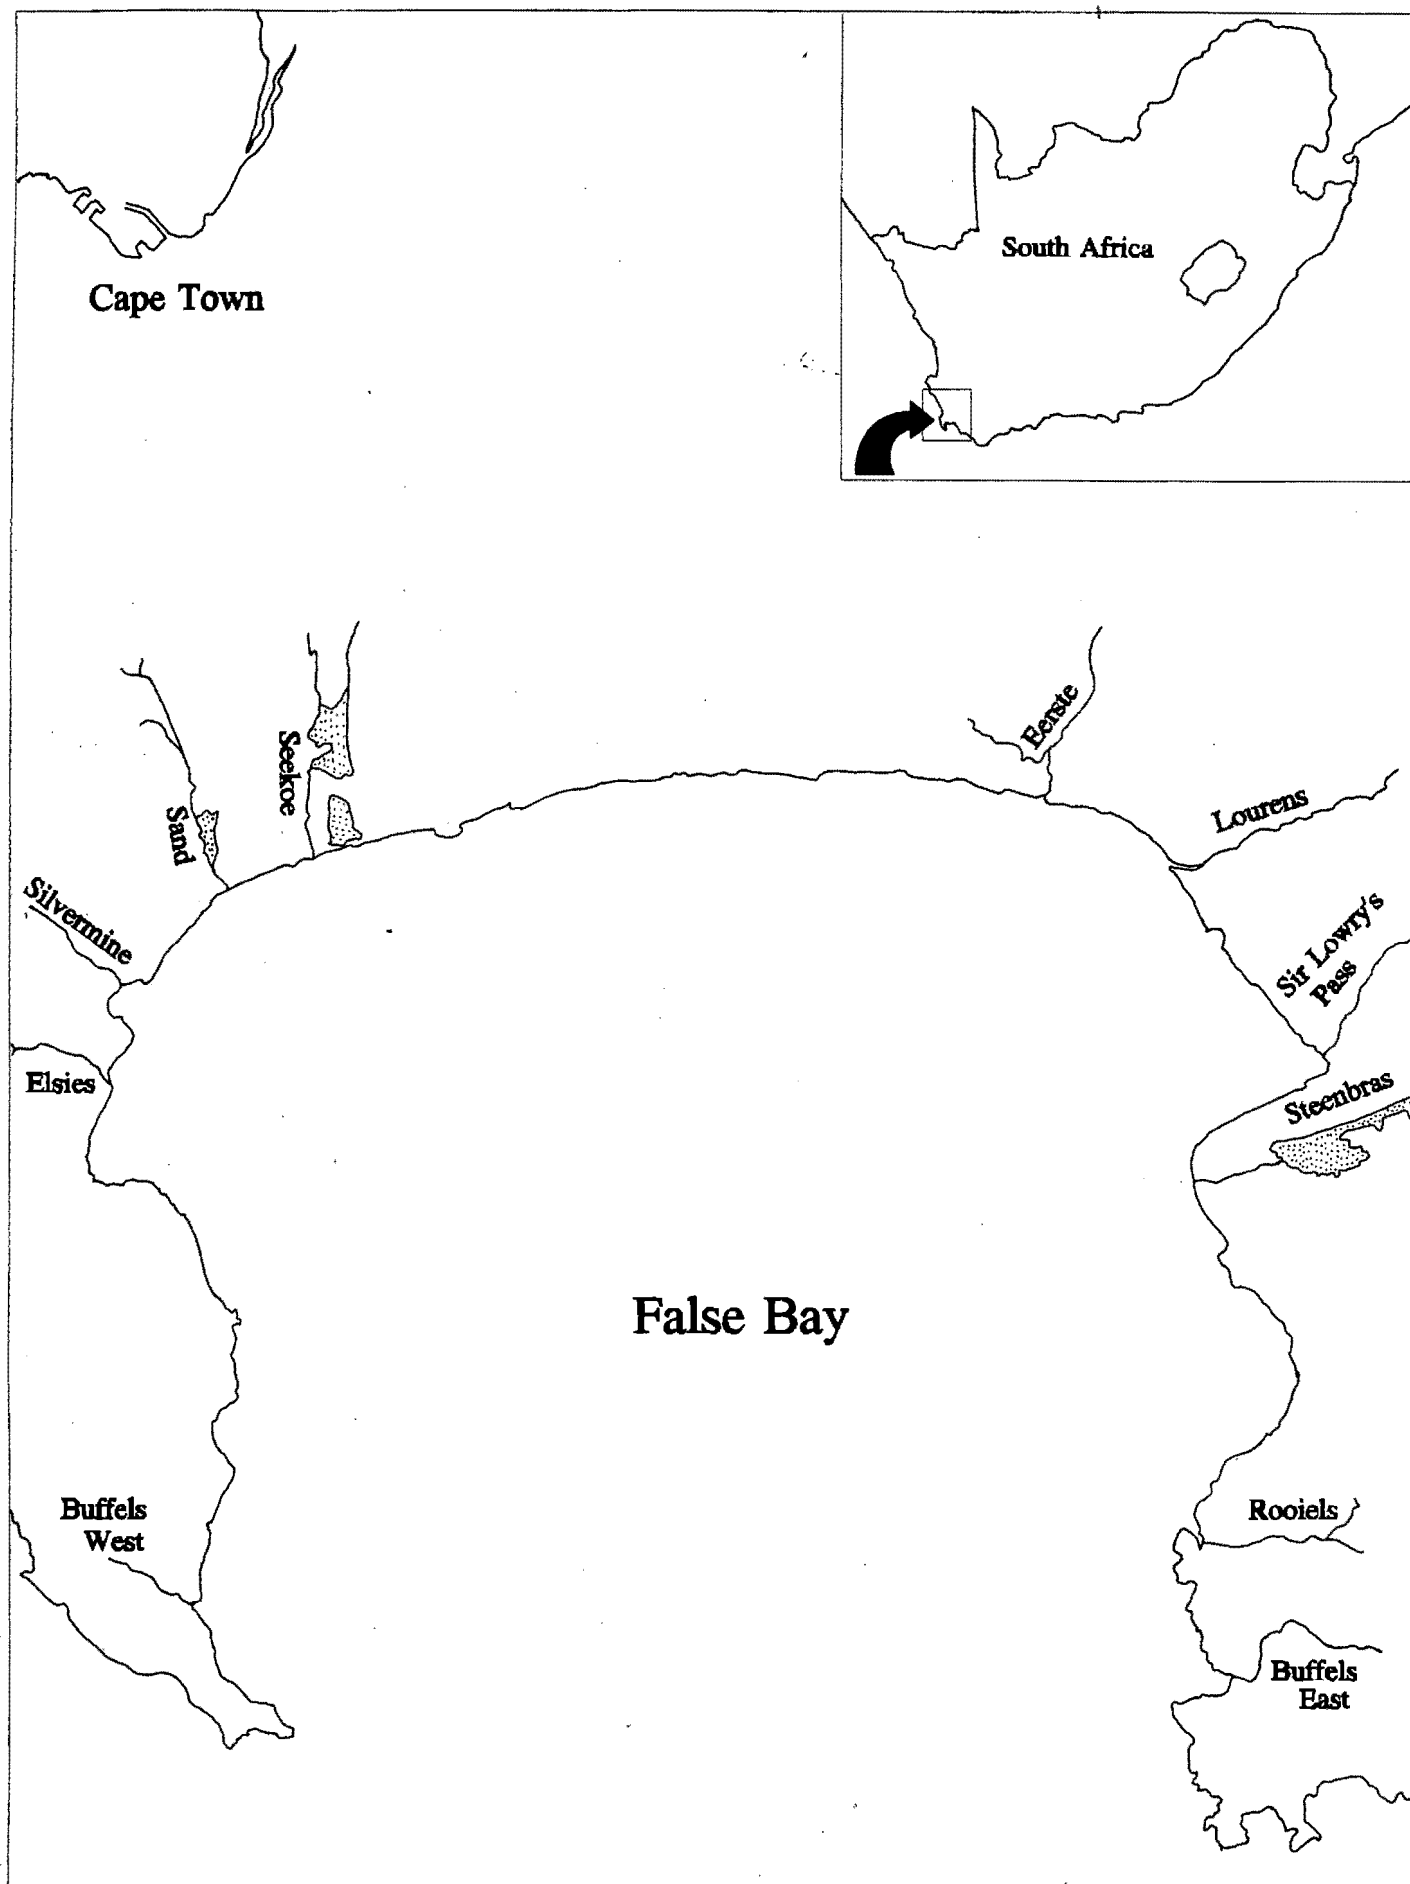 South Africa
Cape Town
Eerste
Seekoe
Sand
Lourens
Silvermine
Sir Lowry's
Pass
Elsies
Steenbras
False Bay
Buffels
West
Rooiels
Buffels
East